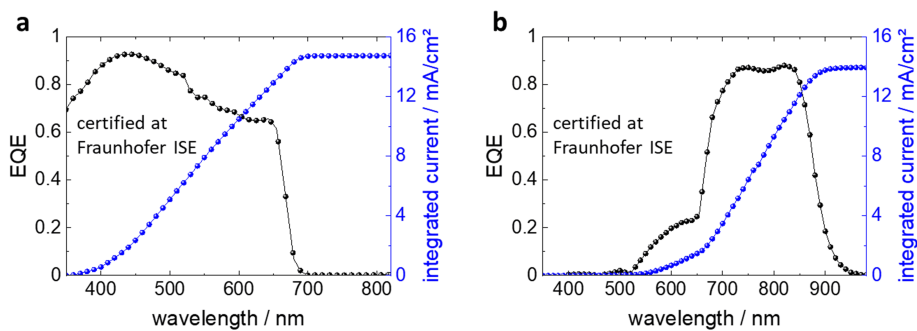 a
1
0.8
0.6
0.4
0.2
0
EQE
certified at
Fraunhofer ISE
16
12
8
4
0
integrated current / mA/cm²
400 500 600 700 800
wavelength / nm
b
1
0.8
0.6
0.4
0.2
0
EQE
certified at
Fraunhofer ISE
16
12
8
4
0
integrated current / mA/cm²
400 500 600 700 800 900
wavelength / nm